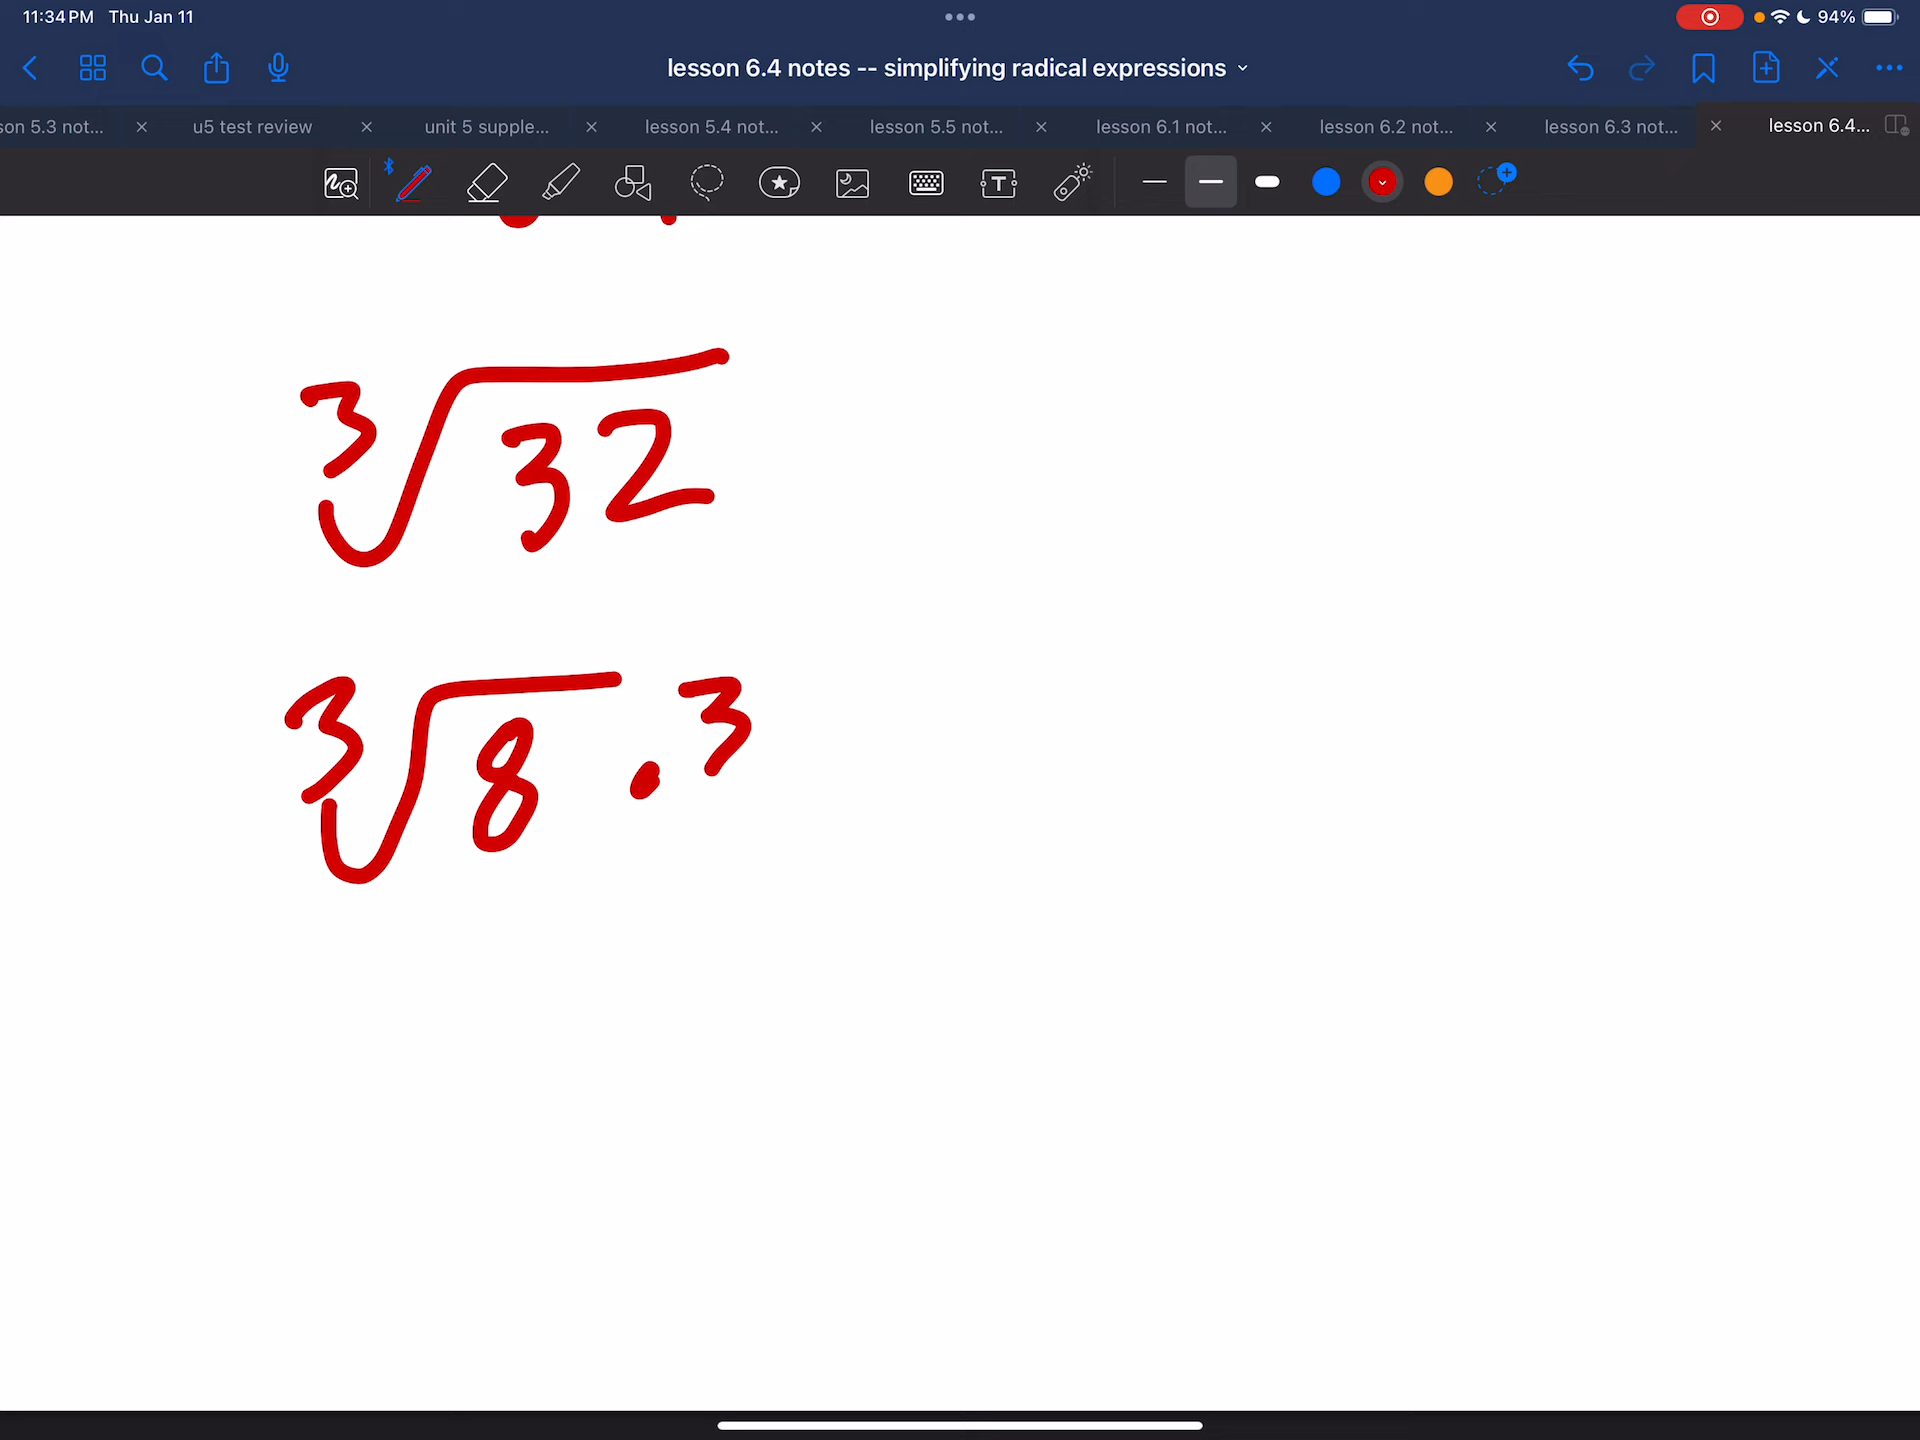 11:34 PM Thu Jan 11 94%
lesson 6.4 notes -- simplifying radical expressions
son 5.3 not... u5 test review unit 5 supple... lesson 5.4 not... lesson 5.5 not... lesson 6.1 not... lesson 6.2 not... lesson 6.3 not... lesson 6.4...
T
3√32
3√8 · 3